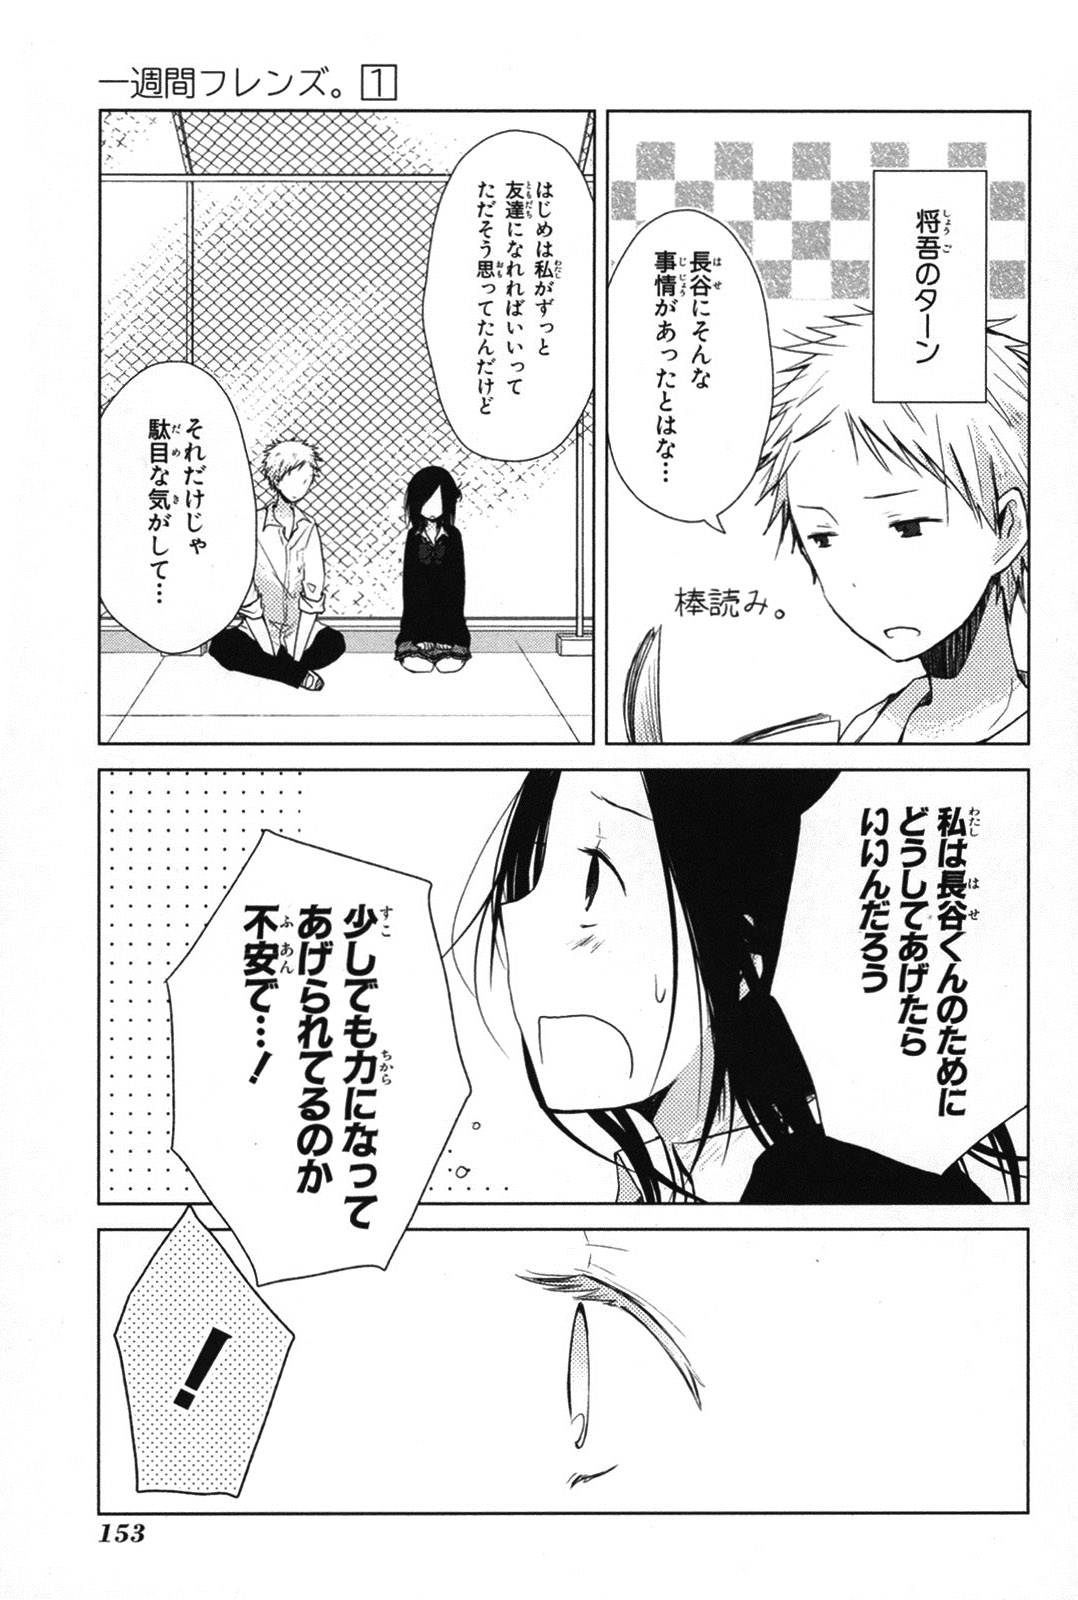 一週間フレンズ。1
将吾のターン
長谷にそんな
事情があったとはな…
棒読み。
はじめは私がずっと
友達になれればいいって
ただそう思ってたんだけど
それだけじゃ
駄目な気がして…
私は長谷くんのために
どうしてあげたら
いいんだろう
少しでも力になって
あげられてるのか
不安で…!
!
153